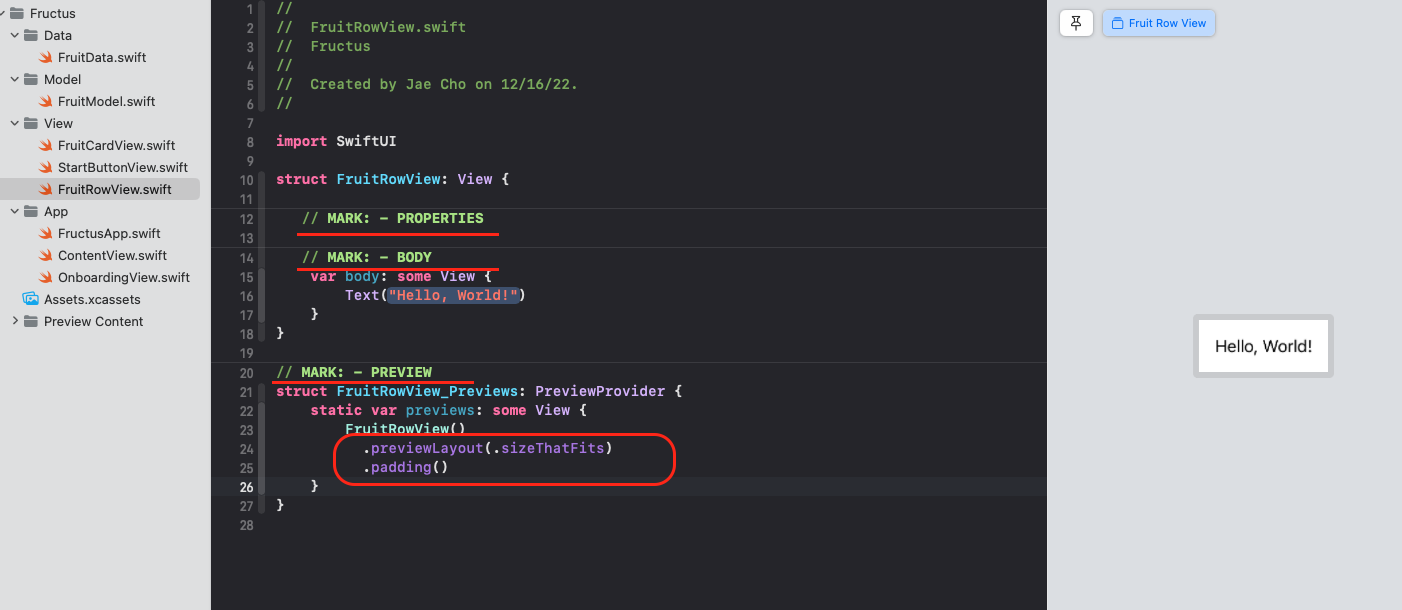 Fructus
Data
FruitData.swift
Model
FruitModel.swift
View
FruitCardView.swift
StartButtonView.swift
FruitRowView.swift
App
FructusApp.swift
ContentView.swift
OnboardingView.swift
Assets.xcassets
Preview Content
1 //
2 // FruitRowView.swift
3 // Fructus
4 //
5 // Created by Jae Cho on 12/16/22.
6 //
7
8 import SwiftUI
9
10 struct FruitRowView: View {
11
12 // MARK: - PROPERTIES
13
14 // MARK: - BODY
15 var body: some View {
16 Text("Hello, World!")
17 }
18 }
19
20 // MARK: - PREVIEW
21 struct FruitRowView_Previews: PreviewProvider {
22 static var previews: some View {
23 FruitRowView()
24 .previewLayout(.sizeThatFits)
25 .padding()
26 }
27 }
28
Fruit Row View
Hello, World!